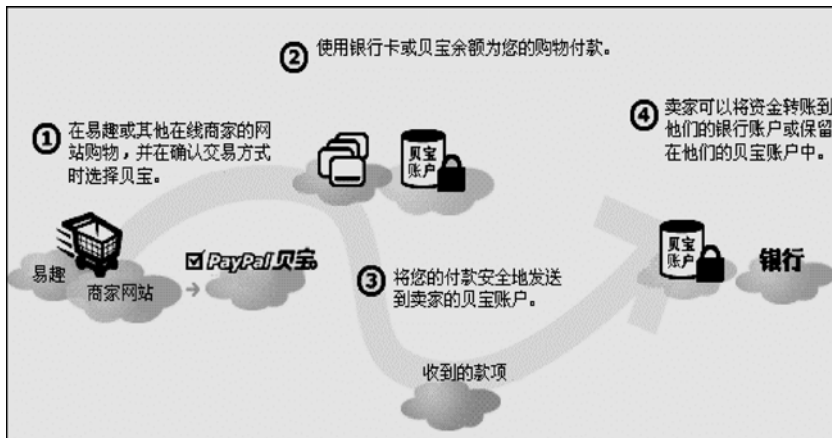 ① 在易趣或其他在线商家的网
站购物，并在确认交易方式
时选择贝宝。
易趣
商家网站
PayPal 贝宝
② 使用银行卡或贝宝余额为您的购物付款。
贝宝
账户
③ 将您的付款安全地发送
到卖家的贝宝账户。
收到的款项
④ 卖家可以将资金转账到
他们的银行账户或保留
在他们的贝宝账户中。
贝宝
账户
银行